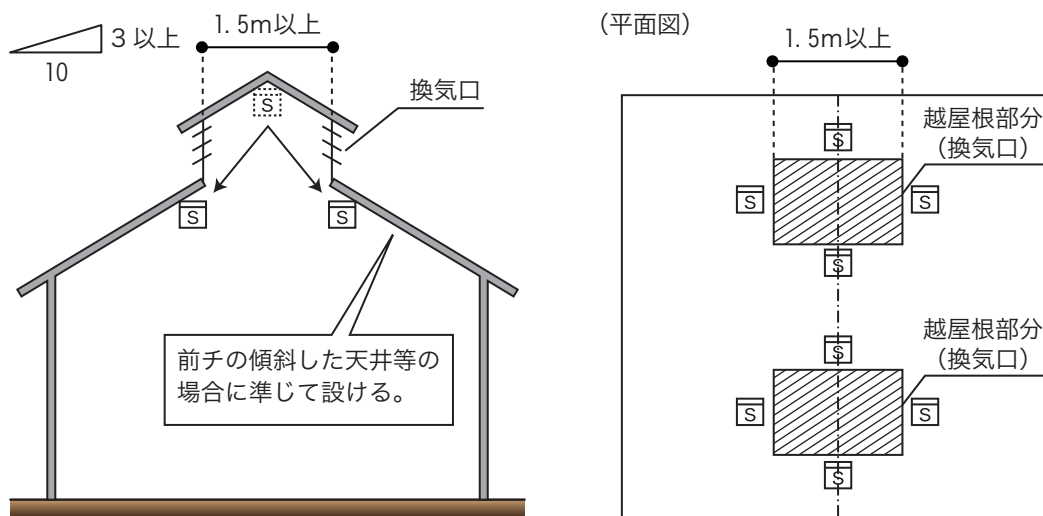 1.5m以上
3以上
10
換気口
S
S
S
前チの傾斜した天井等の
場合に準じて設ける。
（平面図）
1.5m以上
越屋根部分
（換気口）
S
S
S
S
越屋根部分
（換気口）
S
S
S
S